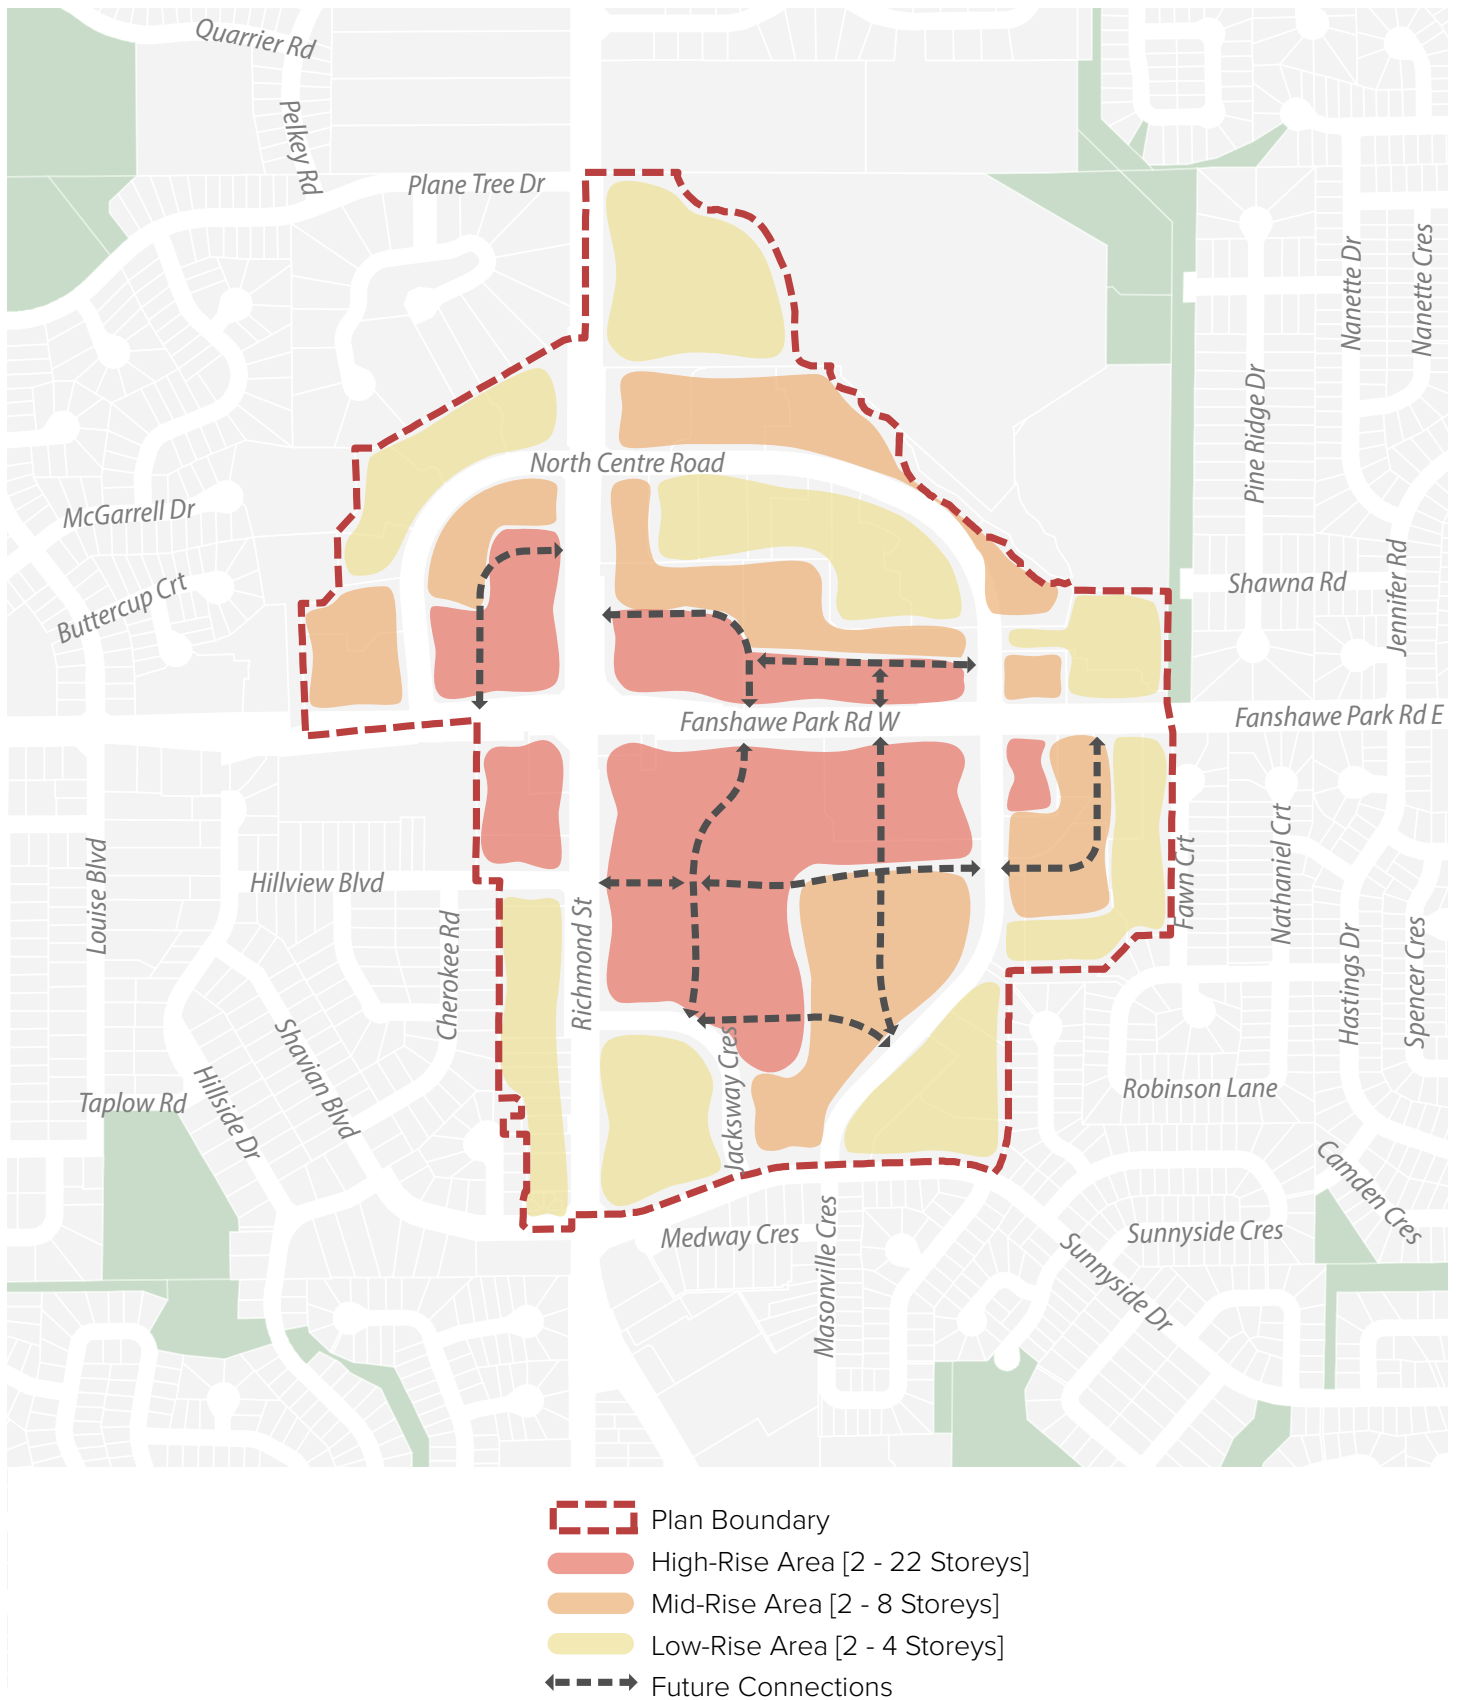 Quarrier Rd
Pelkey Rd
Plane Tree Dr
Nanette Dr
Nanette Cres
Pine Ridge Dr
North Centre Road
McGarrell Dr
Buttercup Crt
Shawna Rd
Jennifer Rd
Fanshawe Park Rd W
Fanshawe Park Rd E
Louise Blvd
Hillview Blvd
Cherokee Rd
Richmond St
Fawn Crt
Nathaniel Crt
Hastings Dr
Spencer Cres
Shavian Blvd
Hillside Dr
Taplow Rd
Jacksway Cres
Robinson Lane
Camden Cres
Medway Cres
Masonville Cres
Sunnyside Cres
Sunnyside Dr
Plan Boundary
High-Rise Area [2 - 22 Storeys]
Mid-Rise Area [2 - 8 Storeys]
Low-Rise Area [2 - 4 Storeys]
Future Connections